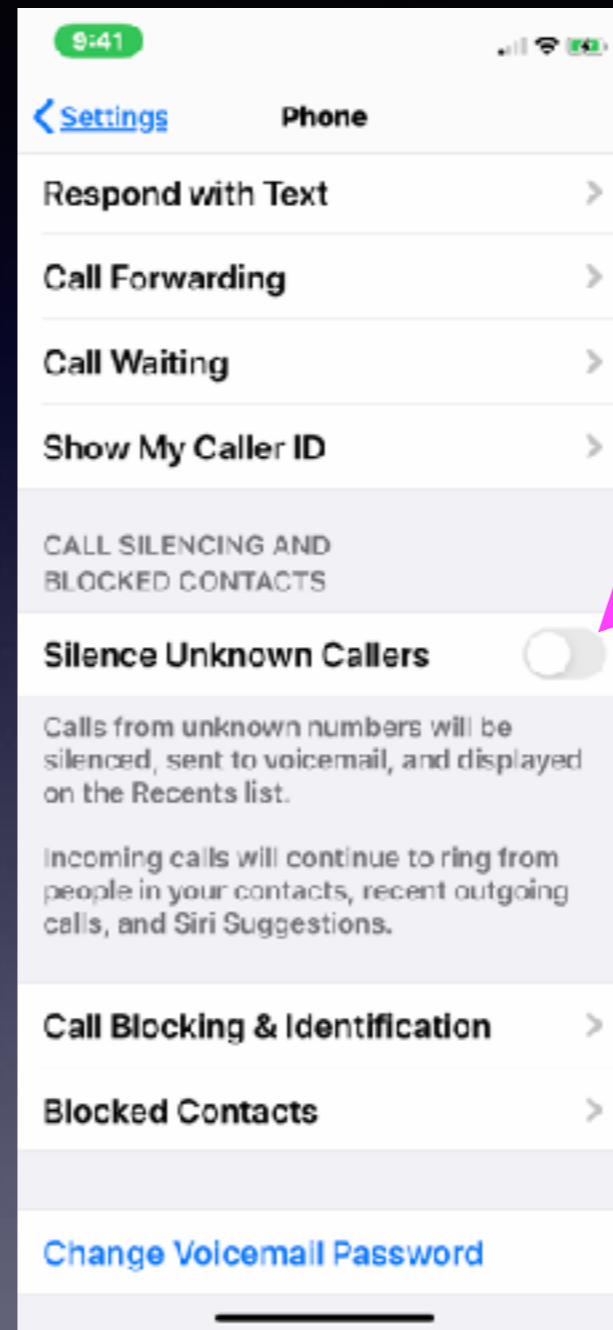 9:41
Settings
Phone
Respond with Text
Call Forwarding
Call Waiting
Show My Caller ID
CALL SILENCING AND
BLOCKED CONTACTS
Silence Unknown Callers
Calls from unknown numbers will be
silenced, sent to voicemail, and displayed
on the Recents list.
Incoming calls will continue to ring from
people in your contacts, recent outgoing
calls, and Siri Suggestions.
Call Blocking & Identification
Blocked Contacts
Change Voicemail Password